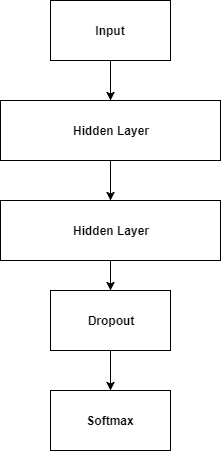 Input
Hidden Layer
Hidden Layer
Dropout
Softmax